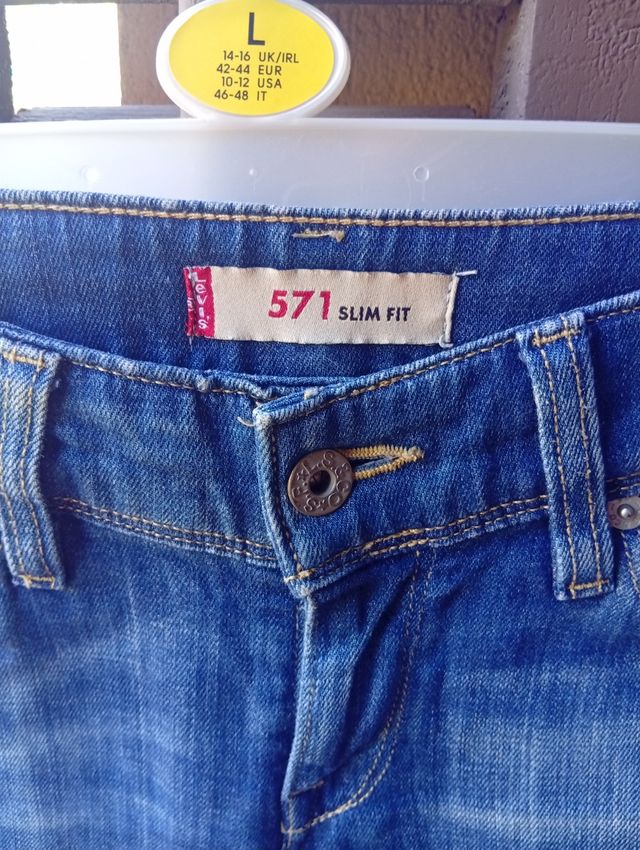 L
14-16 UK/IRL
42-44 EUR
10-12 USA
46-48 IT
Levi's
571 SLIM FIT